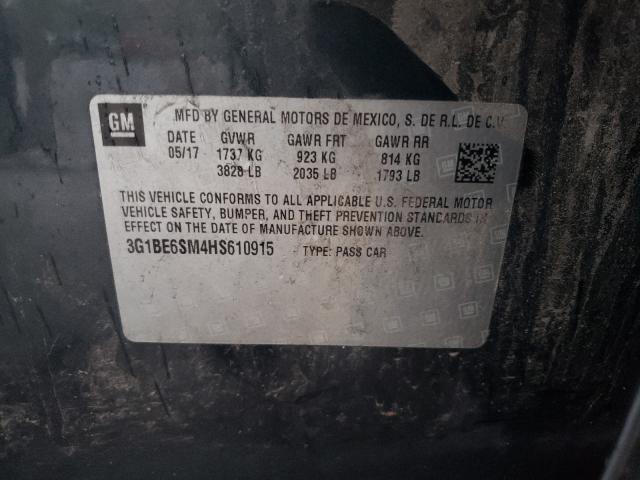 GM
MFD BY GENERAL MOTORS DE MEXICO, S. DE R.L. DE C.V.
DATE GVWR GAWR FRT GAWR RR
05/17 1737 KG 923 KG 814 KG
3828 LB 2035 LB 1793 LB
THIS VEHICLE CONFORMS TO ALL APPLICABLE U.S. FEDERAL MOTOR
VEHICLE SAFETY, BUMPER, AND THEFT PREVENTION STANDARDS IN
EFFECT ON THE DATE OF MANUFACTURE SHOWN ABOVE.
3G1BE6SM4HS610915 TYPE: PASS CAR